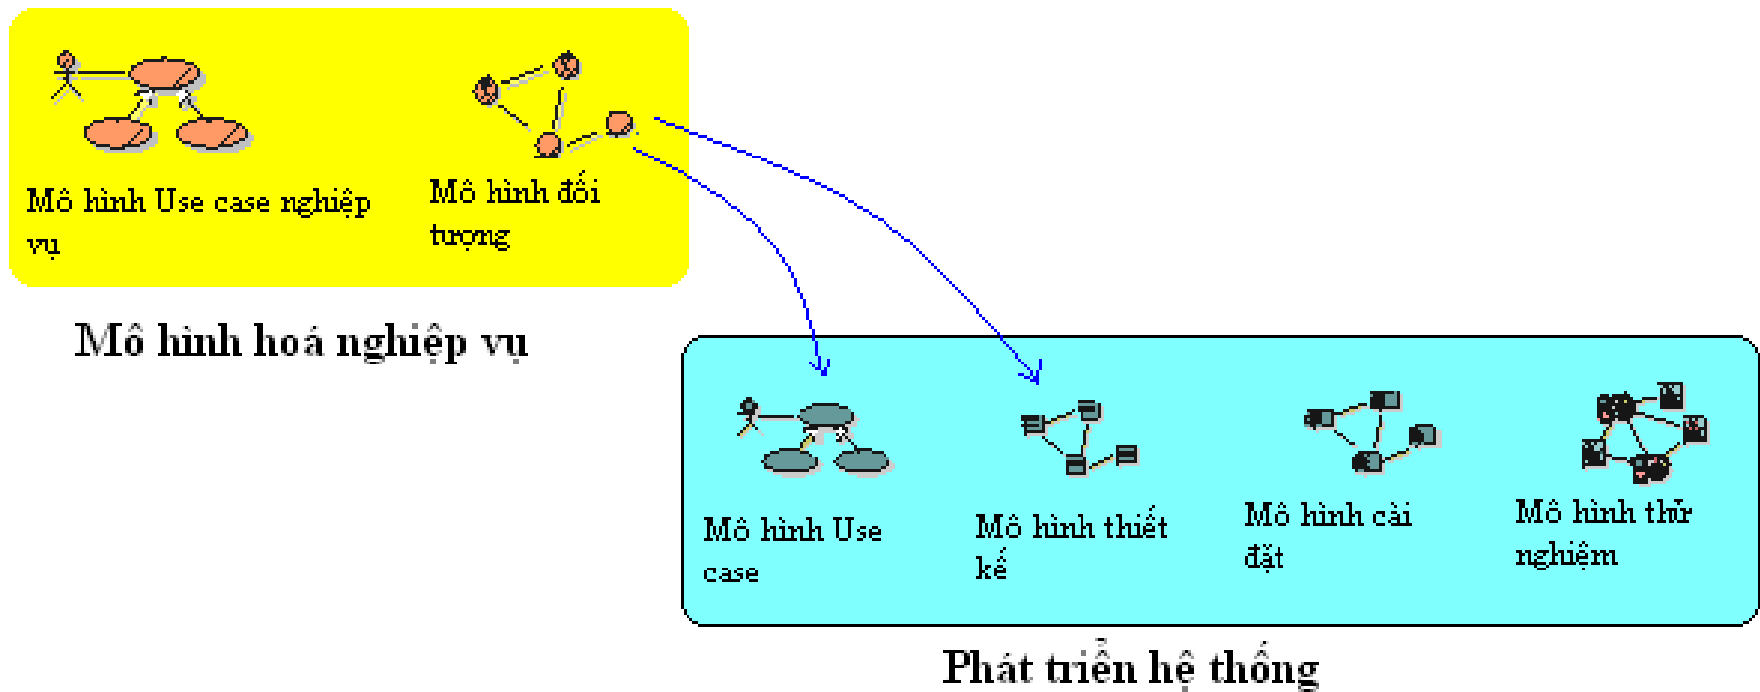 Mô hình Use case nghiệp
vụ
Mô hình đối
tượng
Mô hình hoá nghiệp vụ
Mô hình Use
case
Mô hình thiết
kế
Mô hình cài
đặt
Mô hình thử
nghiệm
Phát triển hệ thống